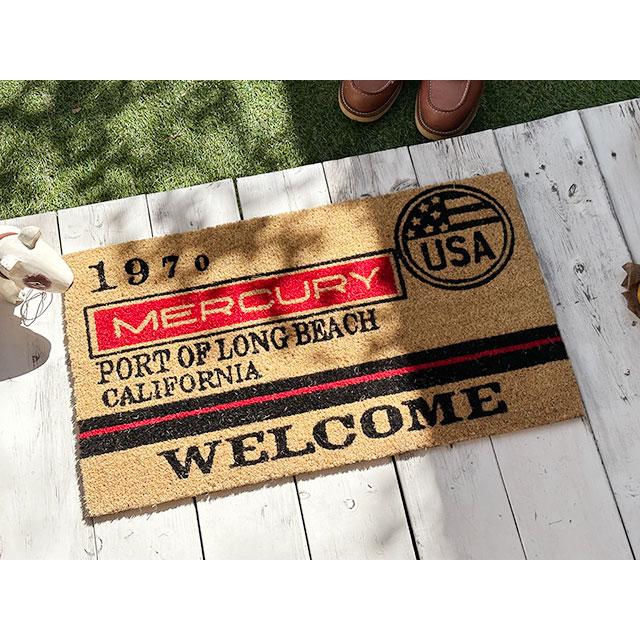 1970
USA
MERCURY
PORT OF LONG BEACH
CALIFORNIA
WELCOME